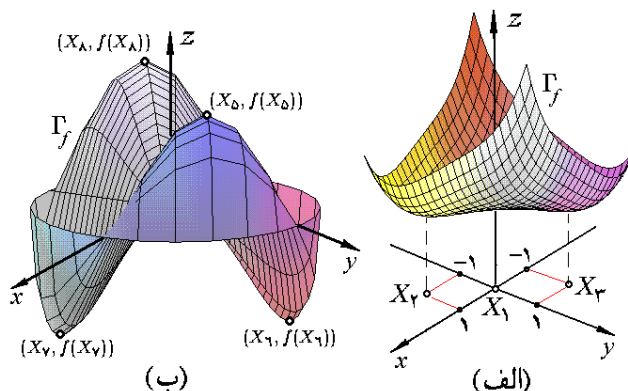 (X₈, f(X₈))
z
(X₅, f(X₅))
Γf
x
y
(X₇, f(X₇))
(X₆, f(X₆))
(ب)
z
Γf
-۱
-۱
X₂
X₁
X₃
۱
۱
x
y
(الف)